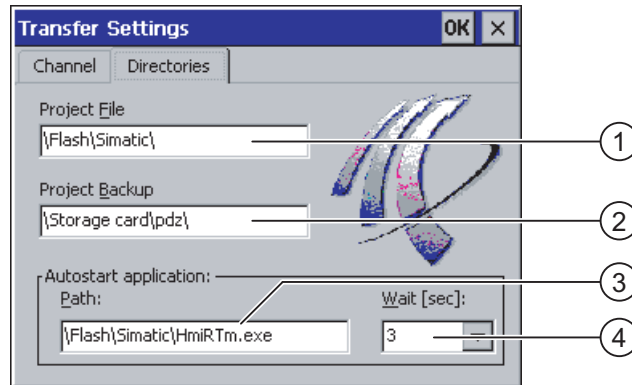 Transfer Settings OK ×
Channel Directories
Project File
\Flash\Simatic\
1
Project Backup
\Storage card\pdz\
2
Autostart application:
3
Path: Wait [sec]:
\Flash\Simatic\HmiRTm.exe 3
4